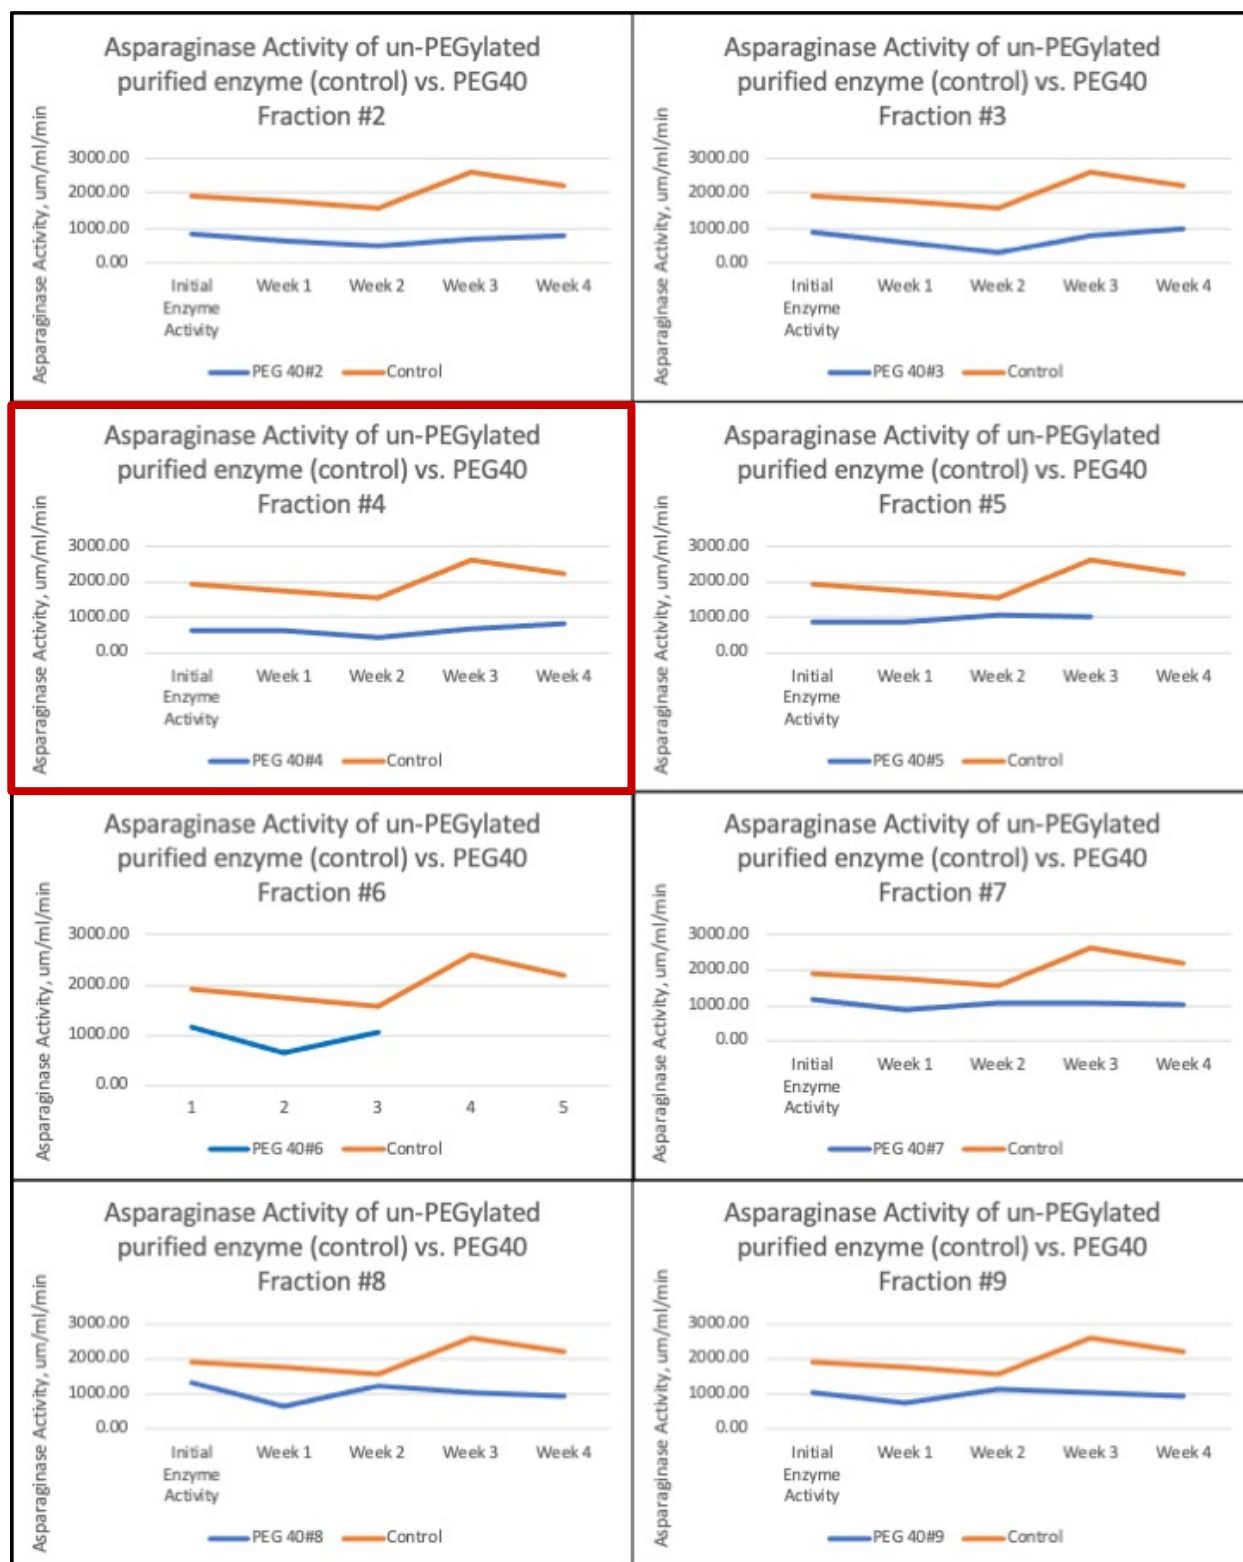 Asparaginase Activity of un-PEGylated
purified enzyme (control) vs. PEG40
Fraction #2
Asparaginase Activity, um/ml/min
3000.00
2000.00
1000.00
0.00
Initial Enzyme Activity Week 1 Week 2 Week 3 Week 4
PEG 40#2 Control
Asparaginase Activity of un-PEGylated
purified enzyme (control) vs. PEG40
Fraction #3
Asparaginase Activity, um/ml/min
3000.00
2000.00
1000.00
0.00
Initial Enzyme Activity Week 1 Week 2 Week 3 Week 4
PEG 40#3 Control
Asparaginase Activity of un-PEGylated
purified enzyme (control) vs. PEG40
Fraction #4
Asparaginase Activity, um/ml/min
3000.00
2000.00
1000.00
0.00
Initial Enzyme Activity Week 1 Week 2 Week 3 Week 4
PEG 40#4 Control
Asparaginase Activity of un-PEGylated
purified enzyme (control) vs. PEG40
Fraction #5
Asparaginase Activity, um/ml/min
3000.00
2000.00
1000.00
0.00
Initial Enzyme Activity Week 1 Week 2 Week 3 Week 4
PEG 40#5 Control
Asparaginase Activity of un-PEGylated
purified enzyme (control) vs. PEG40
Fraction #6
Asparaginase Activity, um/ml/min
3000.00
2000.00
1000.00
0.00
1 2 3 4 5
PEG 40#6 Control
Asparaginase Activity of un-PEGylated
purified enzyme (control) vs. PEG40
Fraction #7
Asparaginase Activity, um/ml/min
3000.00
2000.00
1000.00
0.00
Initial Enzyme Activity Week 1 Week 2 Week 3 Week 4
PEG 40#7 Control
Asparaginase Activity of un-PEGylated
purified enzyme (control) vs. PEG40
Fraction #8
Asparaginase Activity, um/ml/min
3000.00
2000.00
1000.00
0.00
Initial Enzyme Activity Week 1 Week 2 Week 3 Week 4
PEG 40#8 Control
Asparaginase Activity of un-PEGylated
purified enzyme (control) vs. PEG40
Fraction #9
Asparaginase Activity, um/ml/min
3000.00
2000.00
1000.00
0.00
Initial Enzyme Activity Week 1 Week 2 Week 3 Week 4
PEG 40#9 Control